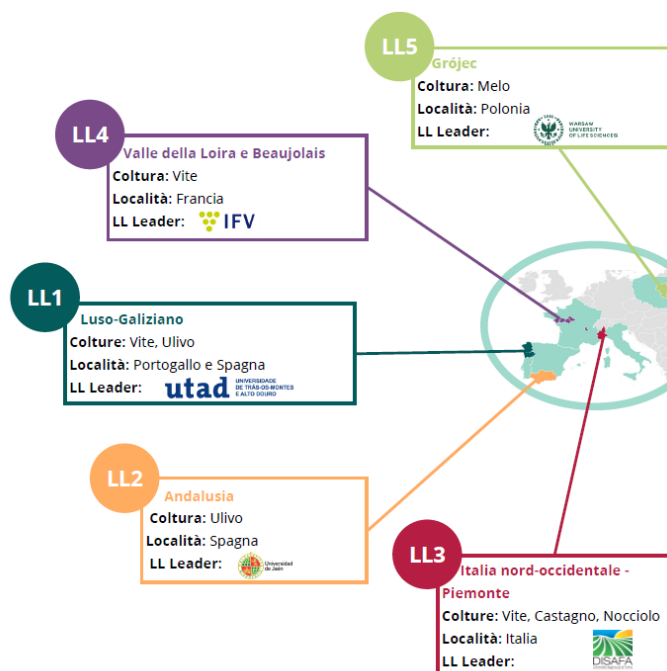 LL5
Grójec
Coltura: Melo
Località: Polonia
LL Leader:
WARSAW
UNIVERSITY
OF LIFE SCIENCES
LL4
Valle della Loira e Beaujolais
Coltura: Vite
Località: Francia
LL Leader: IFV
LL1
Luso-Galiziano
Colture: Vite, Ulivo
Località: Portogallo e Spagna
LL Leader: utad
UNIVERSIDADE
DE TRÁS-OS-MONTES
E ALTO DOURO
LL2
Andalusia
Coltura: Ulivo
Località: Spagna
LL Leader:
Universidad
de Jaén
LL3
Italia nord-occidentale -
Piemonte
Colture: Vite, Castagno, Nocciolo
Località: Italia
LL Leader:
DISAFA